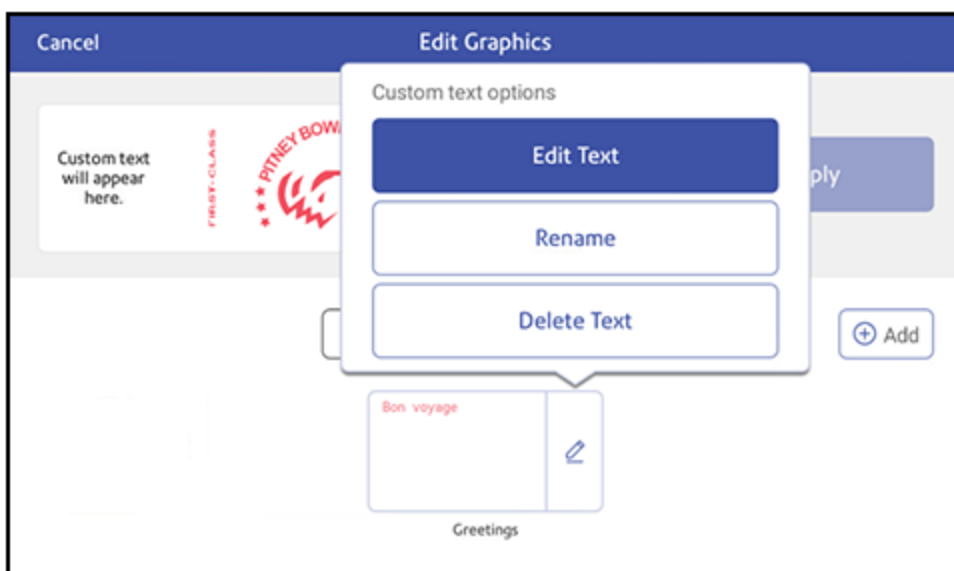 Cancel
Edit Graphics
Custom text options
Edit Text
Rename
Delete Text
Custom text
will appear
here.
FIRST-CLASS
PITNEY BOW
ply
Add
Bon voyage
Greetings